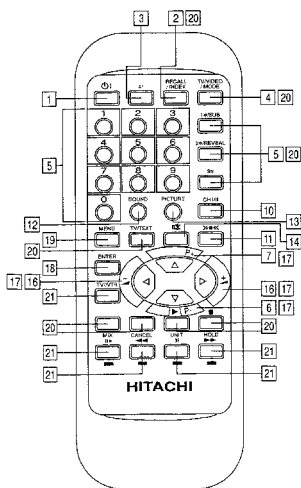 3
2 20
RECALL
/INDEX
TV/VIDEO
/MODE
1
4 20
1 2 3
1*/SUB
4 5 6
2*/REVEAL
5
5 20
7 8 9
0
SOUND
PICTURE
CH.I/II
10
12
13
MENU
TV/TEXT
19
11 14
20
P
7 17
ENTER
18
17 16
TV/VTR
21
16 17
P
6 17
20
CANCEL
UNIT
HOLD
20
MIX
21
21
21
21
HITACHI